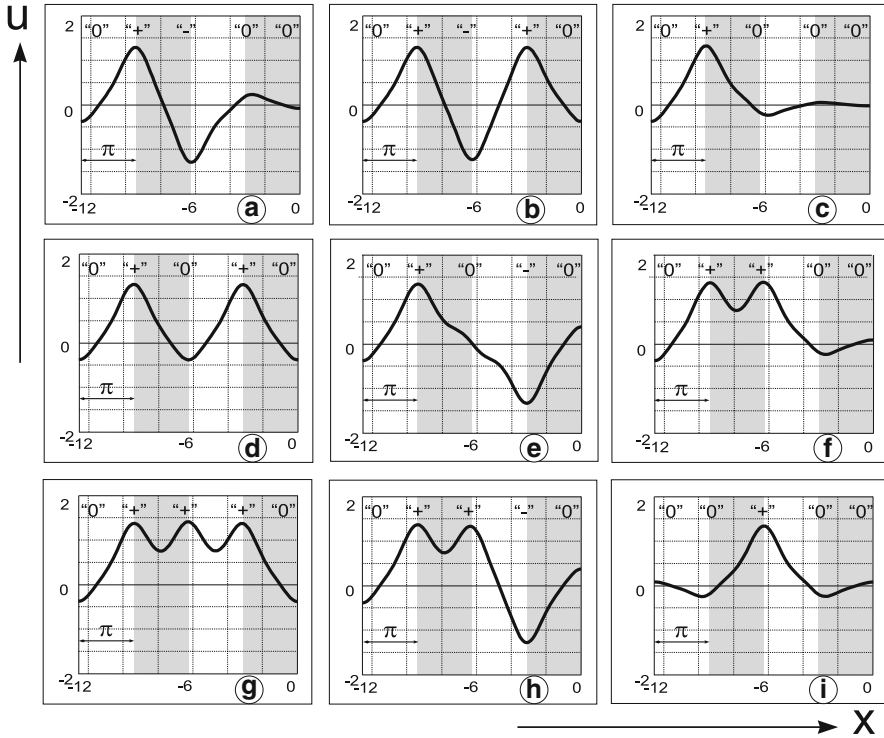 u
2 “0” “+” “-” “0” “0”
0
π
-2
-12 -6 0
a
2 “0” “+” “-” “+” “0”
0
π
-2
-12 -6 0
b
2 “0” “+” “0” “0” “0”
0
π
-2
-12 -6 0
c
2 “0” “+” “0” “+” “0”
0
π
-2
-12 -6 0
d
2 “0” “+” “0” “-” “0”
0
π
-2
-12 -6 0
e
2 “0” “+” “+” “0” “0”
0
π
-2
-12 -6 0
f
2 “0” “+” “+” “+” “0”
0
π
-2
-12 -6 0
g
2 “0” “+” “+” “-” “0”
0
π
-2
-12 -6 0
h
2 “0” “0” “+” “0” “0”
0
π
-2
-12 -6 0
i
x